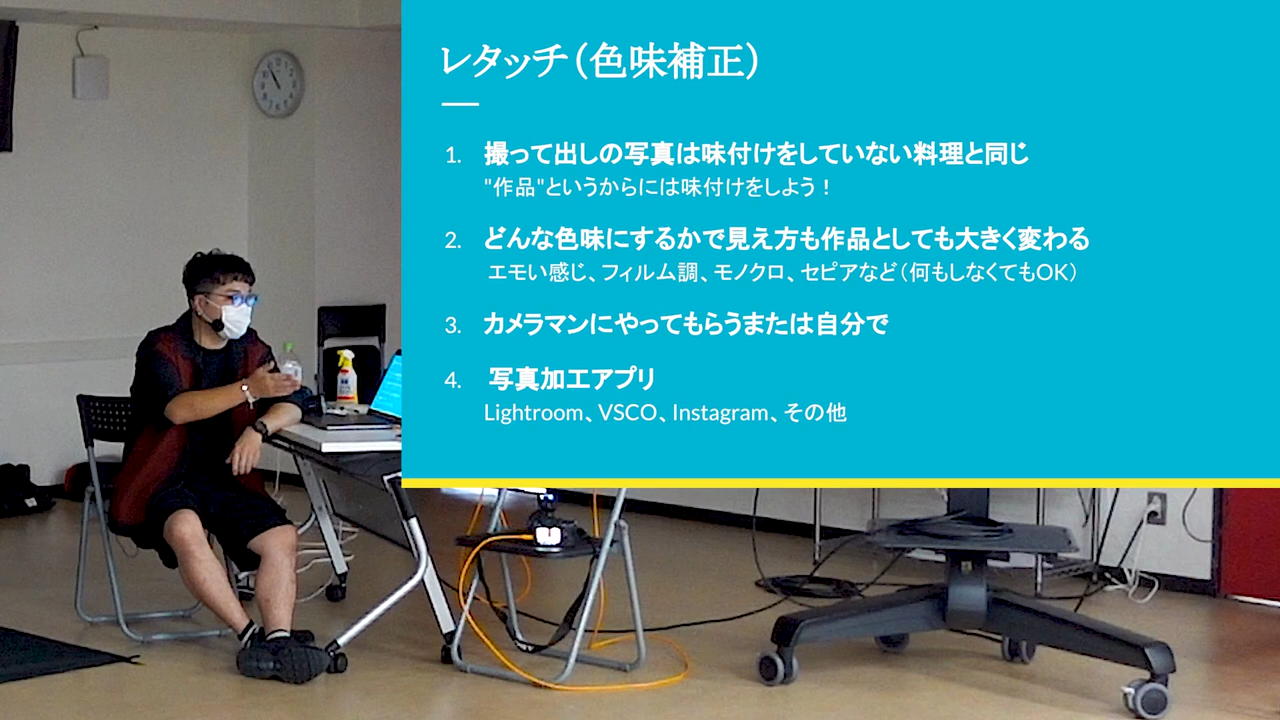 レタッチ（色味補正）
1. 撮って出しの写真は味付けをしていない料理と同じ
"作品"というからには味付けをしよう！
2. どんな色味にするかで見え方も作品としても大きく変わる
エモい感じ、フィルム調、モノクロ、セピアなど（何もしなくてもOK）
3. カメラマンにやってもらうまたは自分で
4. 写真加工アプリ
Lightroom、VSCO、Instagram、その他